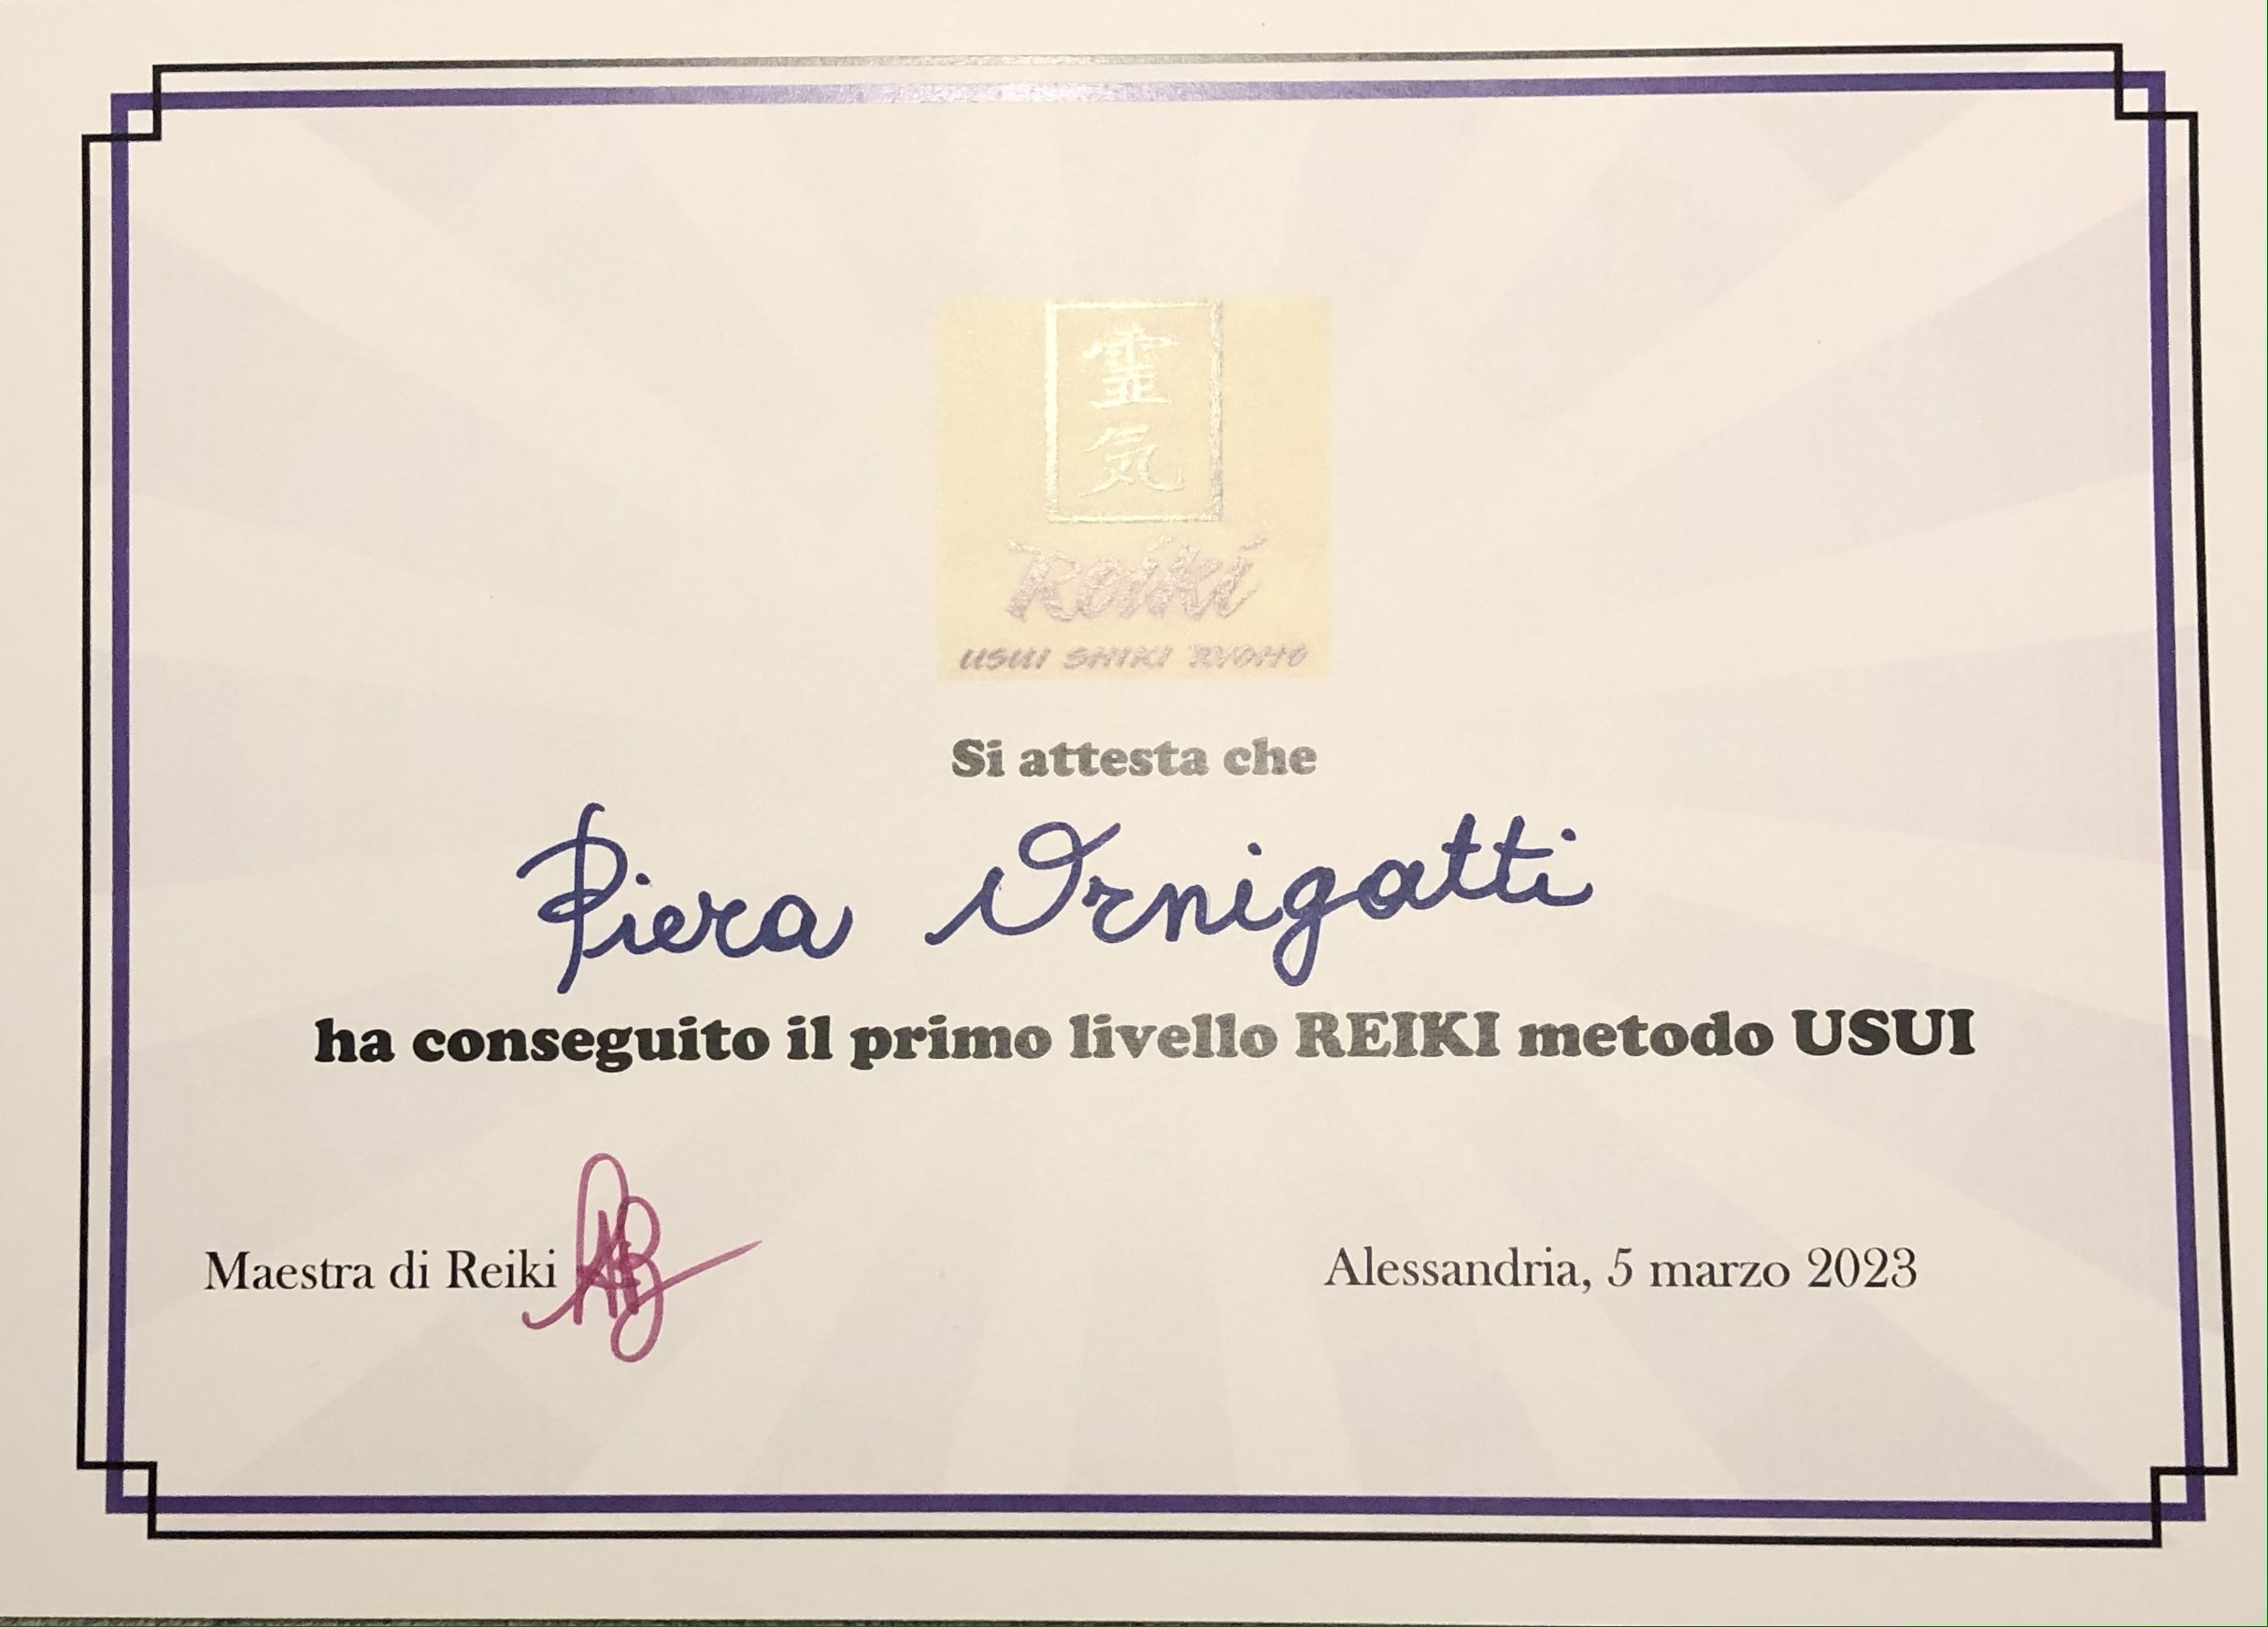 靈
気
Reiki
USUI SHIKI RYOHO
Si attesta che
Piera Ornigatti
ha conseguito il primo livello REIKI metodo USUI
Maestra di Reiki
Alessandria, 5 marzo 2023